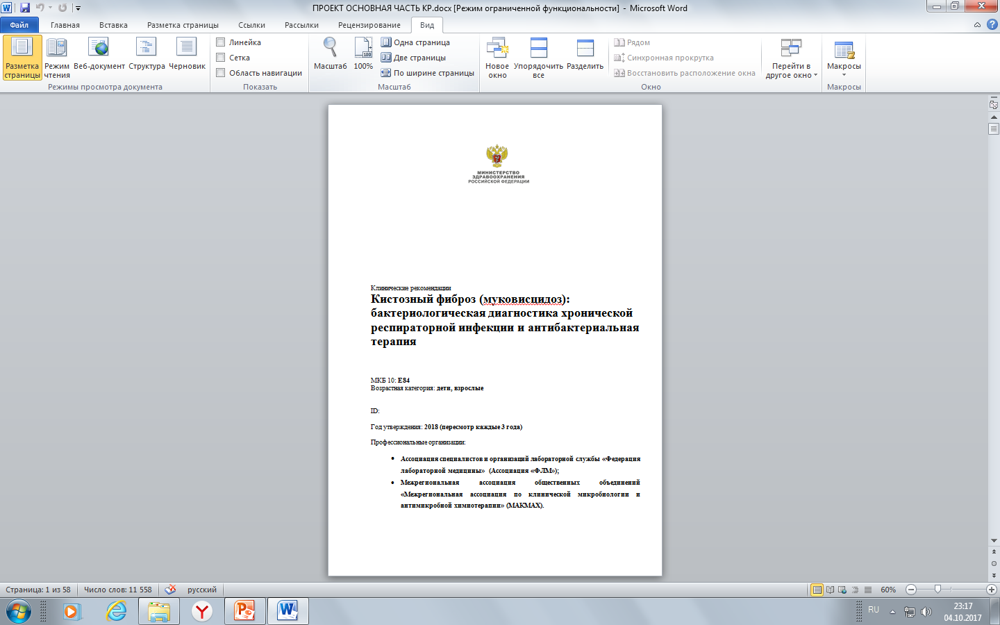 ПРОЕКТ ОСНОВНАЯ ЧАСТЬ КР.docx [Режим ограниченной функциональности] - Microsoft Word
Файл Главная Вставка Разметка страницы Ссылки Рассылки Рецензирование Вид
Разметка страницы
Режим чтения
Веб-документ
Структура
Черновик
Режимы просмотра документа
Линейка
Сетка
Область навигации
Показать
Масштаб
100%
Одна страница
Две страницы
По ширине страницы
Масштаб
Новое окно
Упорядочить все
Разделить
Рядом
Синхронная прокрутка
Восстановить расположение окна
Окно
Перейти в другое окно
Макросы
Макросы
МИНИСТЕРСТВО
ЗДРАВООХРАНЕНИЯ
РОССИЙСКОЙ ФЕДЕРАЦИИ
Клинические рекомендации
Кистозный фиброз (муковисцидоз):
бактериологическая диагностика хронической
респираторной инфекции и антибактериальная
терапия
МКБ 10: E84
Возрастная категория: дети, взрослые
ID:
Год утверждения: 2018 (пересмотр каждые 3 года)
Профессиональные организации:
• Ассоциация специалистов и организаций лабораторной службы «Федерация
лабораторной медицины» (Ассоциация «ФЛМ»);
• Межрегиональная ассоциация общественных объединений
«Межрегиональная ассоциация по клинической микробиологии и
антимикробной химиотерапии» (МАКМАХ).
Страница: 1 из 58 Число слов: 11 558 русский 60%
RU
23:17
04.10.2017